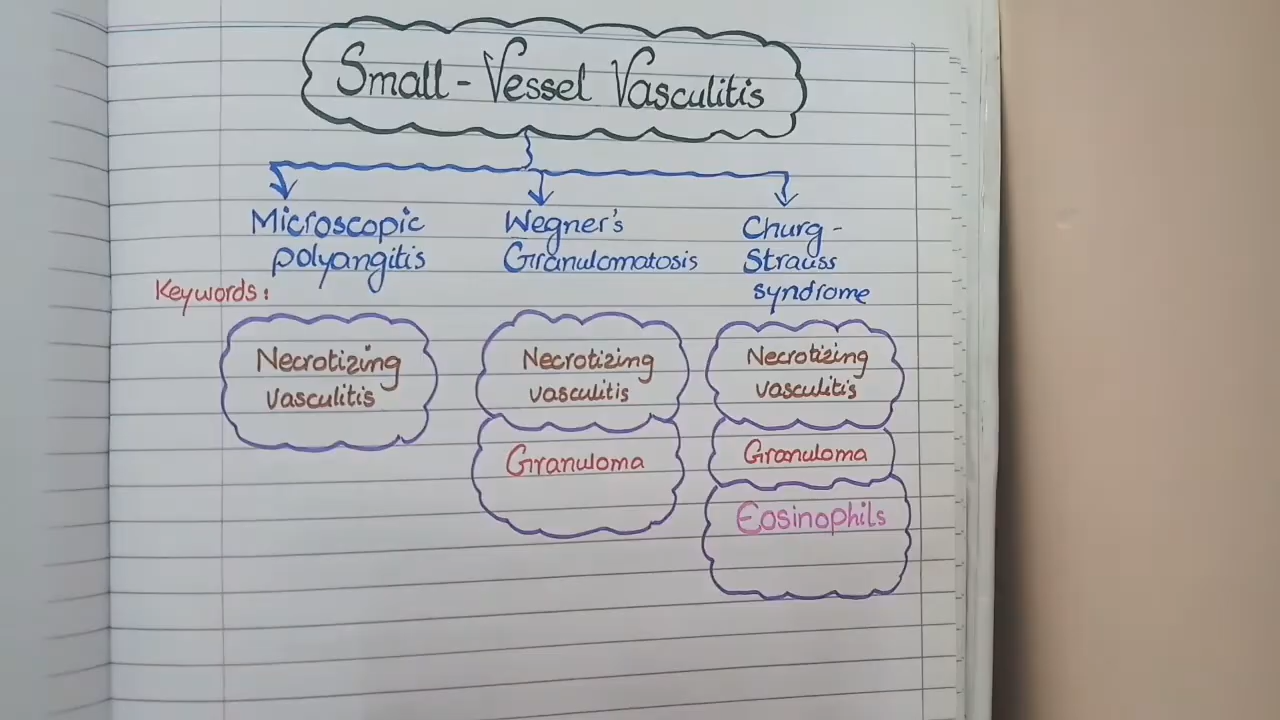 Small-Vessel Vasculitis
Microscopic
polyangitis
Wegner's
Granulomatosis
Churg-
Strauss
syndrome
Keywords:
Necrotizing
vasculitis
Necrotizing
vasculitis
Granuloma
Necrotizing
vasculitis
Granuloma
Eosinophils